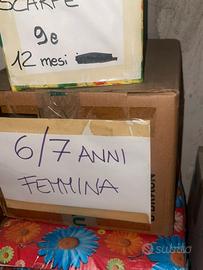 SCARPE
9e
12 mesi
6/7 ANNI
FEMMINA
subito